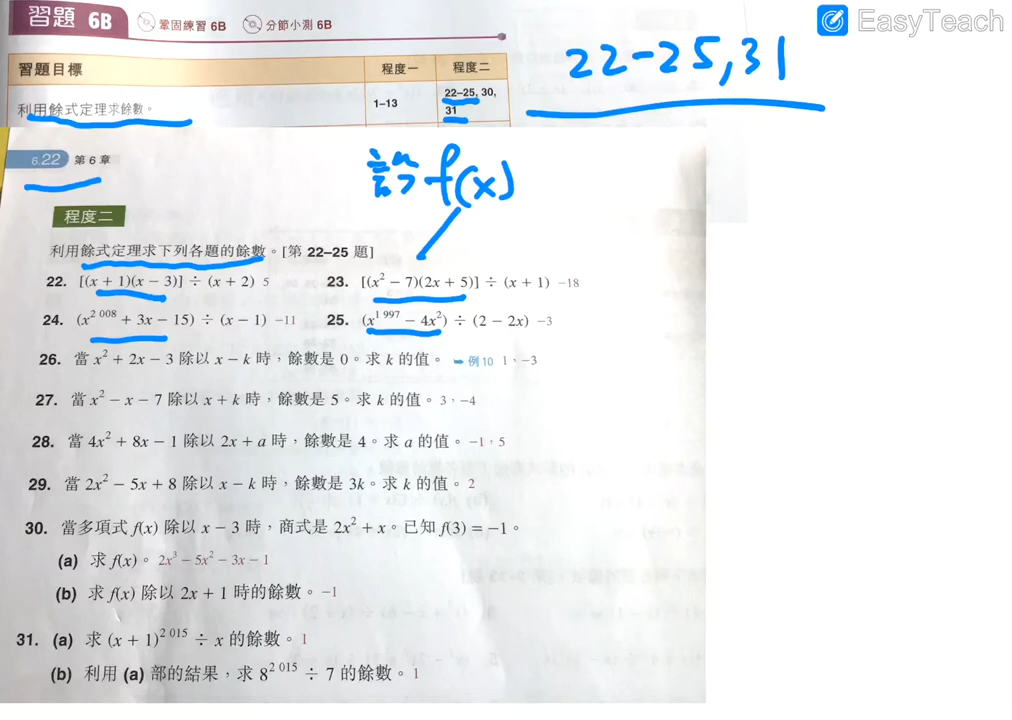 習題 6B
鞏固練習 6B 分節小測 6B
EasyTeach
22-25,31
習題目標 程度一 程度二
利用餘式定理求餘數。 1–13 22–25, 30, 31
6.22 第 6 章
設 f(x)
程度二
利用餘式定理求下列各題的餘數。[第 22–25 題]
22. [(x + 1)(x − 3)] ÷ (x + 2) 5 23. [(x² − 7)(2x + 5)] ÷ (x + 1) −18
24. (x^2 008 + 3x − 15) ÷ (x − 1) −11 25. (x^1 997 − 4x²) ÷ (2 − 2x) −3
26. 當 x² + 2x − 3 除以 x − k 時，餘數是 0。求 k 的值。 ➥ 例 10 1，−3
27. 當 x² − x − 7 除以 x + k 時，餘數是 5。求 k 的值。 3，−4
28. 當 4x² + 8x − 1 除以 2x + a 時，餘數是 4。求 a 的值。 −1，5
29. 當 2x² − 5x + 8 除以 x − k 時，餘數是 3k。求 k 的值。 2
30. 當多項式 f(x) 除以 x − 3 時，商式是 2x² + x。已知 f(3) = −1。
(a) 求 f(x)。 2x³ − 5x² − 3x − 1
(b) 求 f(x) 除以 2x + 1 時的餘數。 −1
31. (a) 求 (x + 1)^2 015 ÷ x 的餘數。 1
(b) 利用 (a) 部的結果，求 8^2 015 ÷ 7 的餘數。 1